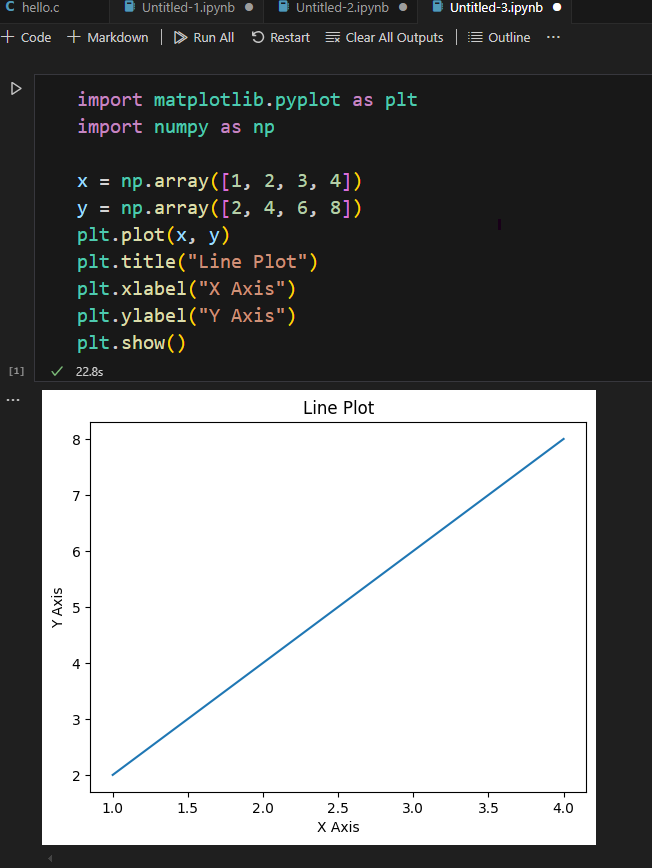 C hello.c Untitled-1.ipynb Untitled-2.ipynb Untitled-3.ipynb
+ Code + Markdown | Run All Restart Clear All Outputs | Outline ...
import matplotlib.pyplot as plt
import numpy as np
x = np.array([1, 2, 3, 4])
y = np.array([2, 4, 6, 8])
plt.plot(x, y)
plt.title("Line Plot")
plt.xlabel("X Axis")
plt.ylabel("Y Axis")
plt.show()
[1] 22.8s
...
Line Plot
8
7
6
5
4
3
2
Y Axis
1.0 1.5 2.0 2.5 3.0 3.5 4.0
X Axis